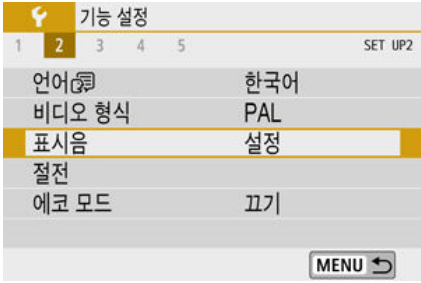 기능 설정
1 2 3 4 5 SET UP2
언어 한국어
비디오 형식 PAL
표시음 설정
절전
에코 모드 끄기
MENU